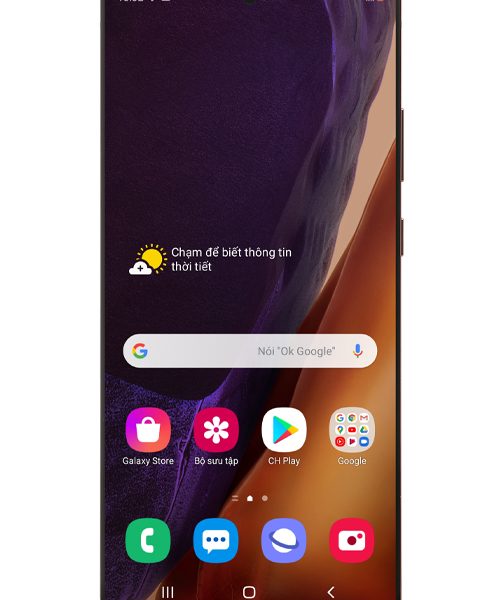 Chạm để biết thông tin
thời tiết
Nói "Ok Google"
Galaxy Store
Bộ sưu tập
CH Play
Google